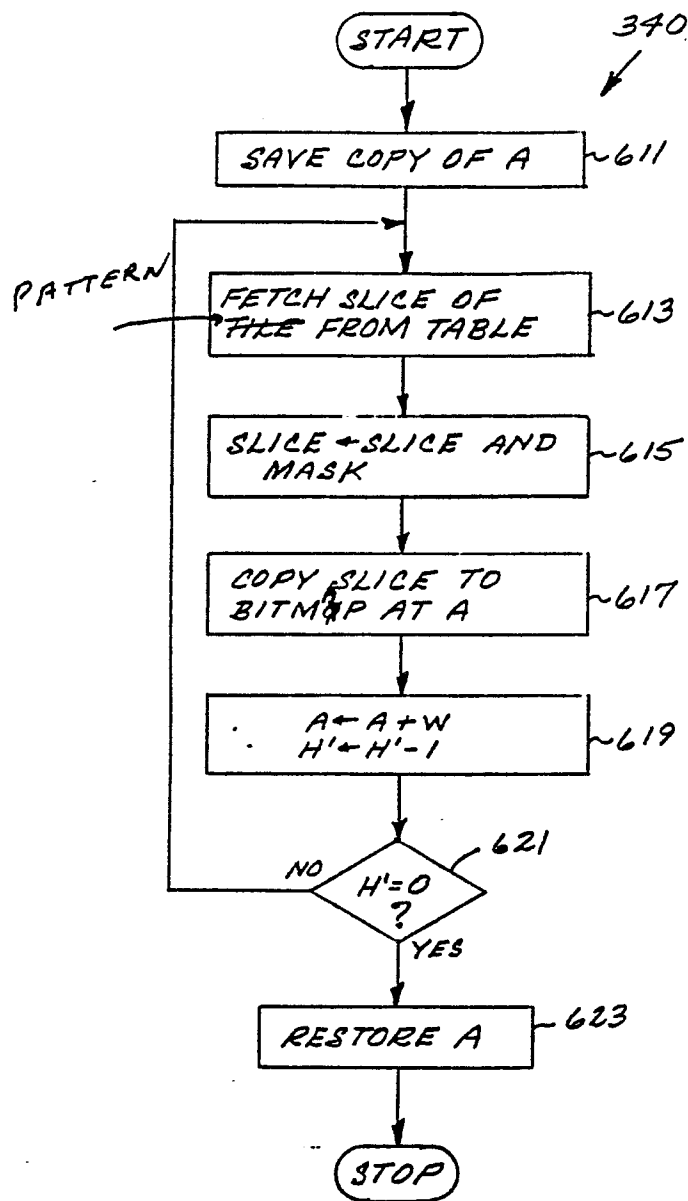 START
340
SAVE COPY OF A ~611
PATTERN
FETCH SLICE OF
TILE FROM TABLE ~613
SLICE ← SLICE AND
MASK ~615
COPY SLICE TO
BITMAP AT A ~617
A ← A + W
H' ← H' - 1 ~619
621
NO
H' = 0
?
YES
RESTORE A ~623
STOP